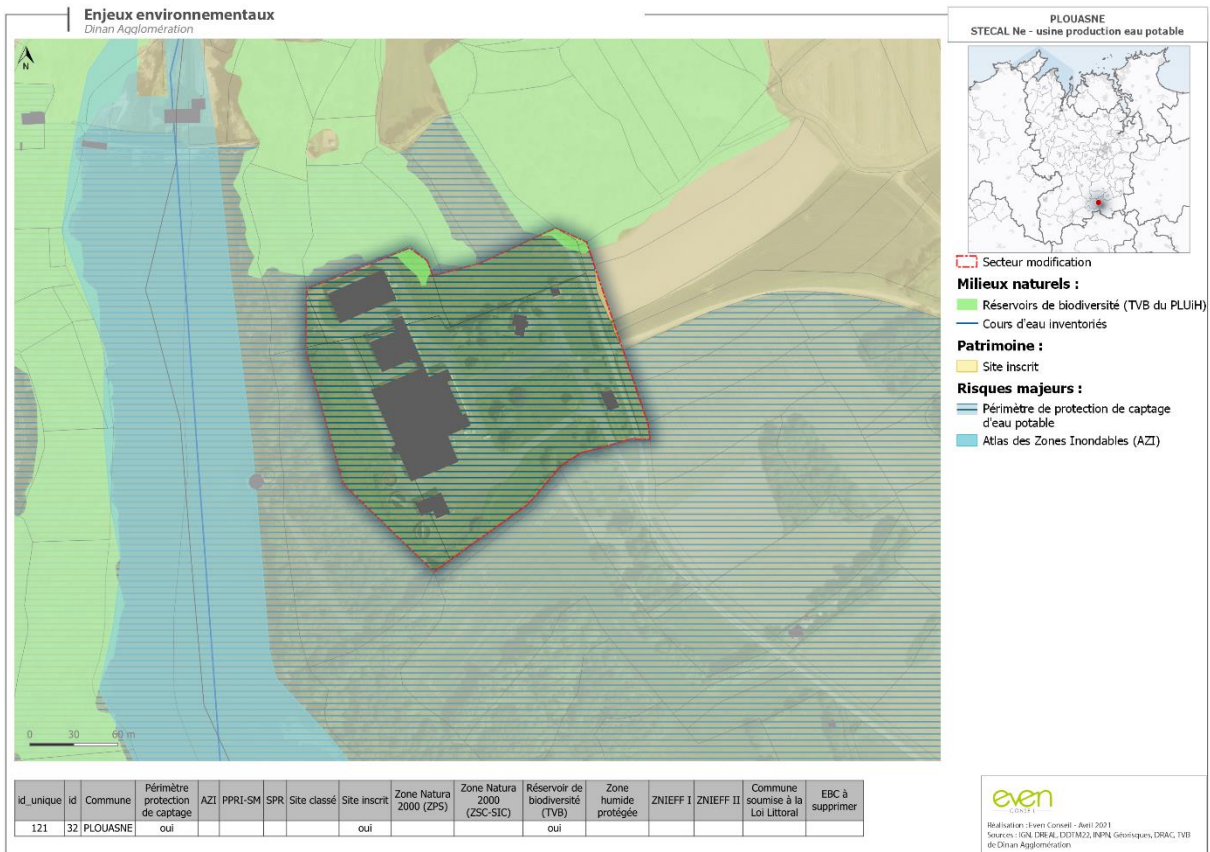 Enjeux environnementaux
Dinan Agglomération
PLOUASNE
STECAL Ne - usine production eau potable
N
Secteur modification
Milieux naturels :
Réservoirs de biodiversité (TVB du PLUiH)
Cours d'eau inventoriés
Patrimoine :
Site inscrit
Risques majeurs :
Périmètre de protection de captage
d'eau potable
Atlas des Zones Inondables (AZI)
0 30 60 m
id_unique id Commune Périmètre protection de captage AZI PPRI-SM SPR Site classé Site inscrit Zone Natura 2000 (ZPS) Zone Natura 2000 (ZSC-SIC) Réservoir de biodiversité (TVB) Zone humide protégée ZNIEFF I ZNIEFF II Commune soumise à la Loi Littoral EBC à supprimer
121 32 PLOUASNE oui oui oui
even
CONSEIL
Réalisation : Even Conseil - Avril 2021
Sources : IGN, DREAL, DDTM22, INPN, Géorisques, DRAC, TVB
de Dinan Agglomération